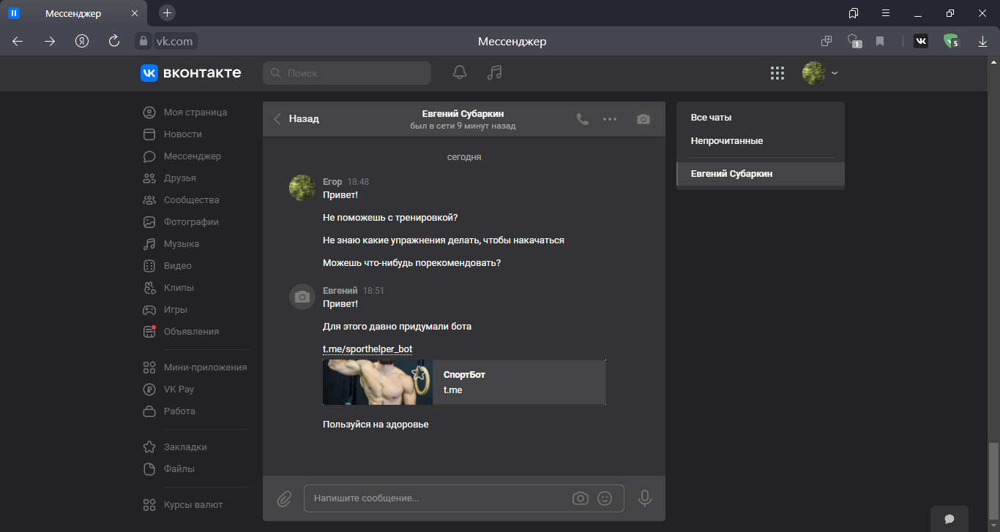 Мессенджер
Я
vk.com
Мессенджер
1
VK
5
VK ВКОНТАКТЕ
Поиск
Моя страница
Новости
Мессенджер
Друзья
Сообщества
Фотографии
Музыка
Видео
Клипы
Игры
Объявления
Мини-приложения
VK Pay
Работа
Закладки
Файлы
Курсы валют
Назад
Евгений Субаркин
был в сети 9 минут назад
сегодня
Егор 18:48
Привет!
Не поможешь с тренировкой?
Не знаю какие упражнения делать, чтобы накачаться
Можешь что-нибудь порекомендовать?
Евгений 18:51
Привет!
Для этого давно придумали бота
t.me/sporthelper_bot
СпортБот
t.me
Пользуйся на здоровье
Напишите сообщение...
Все чаты
Непрочитанные
Евгений Субаркин